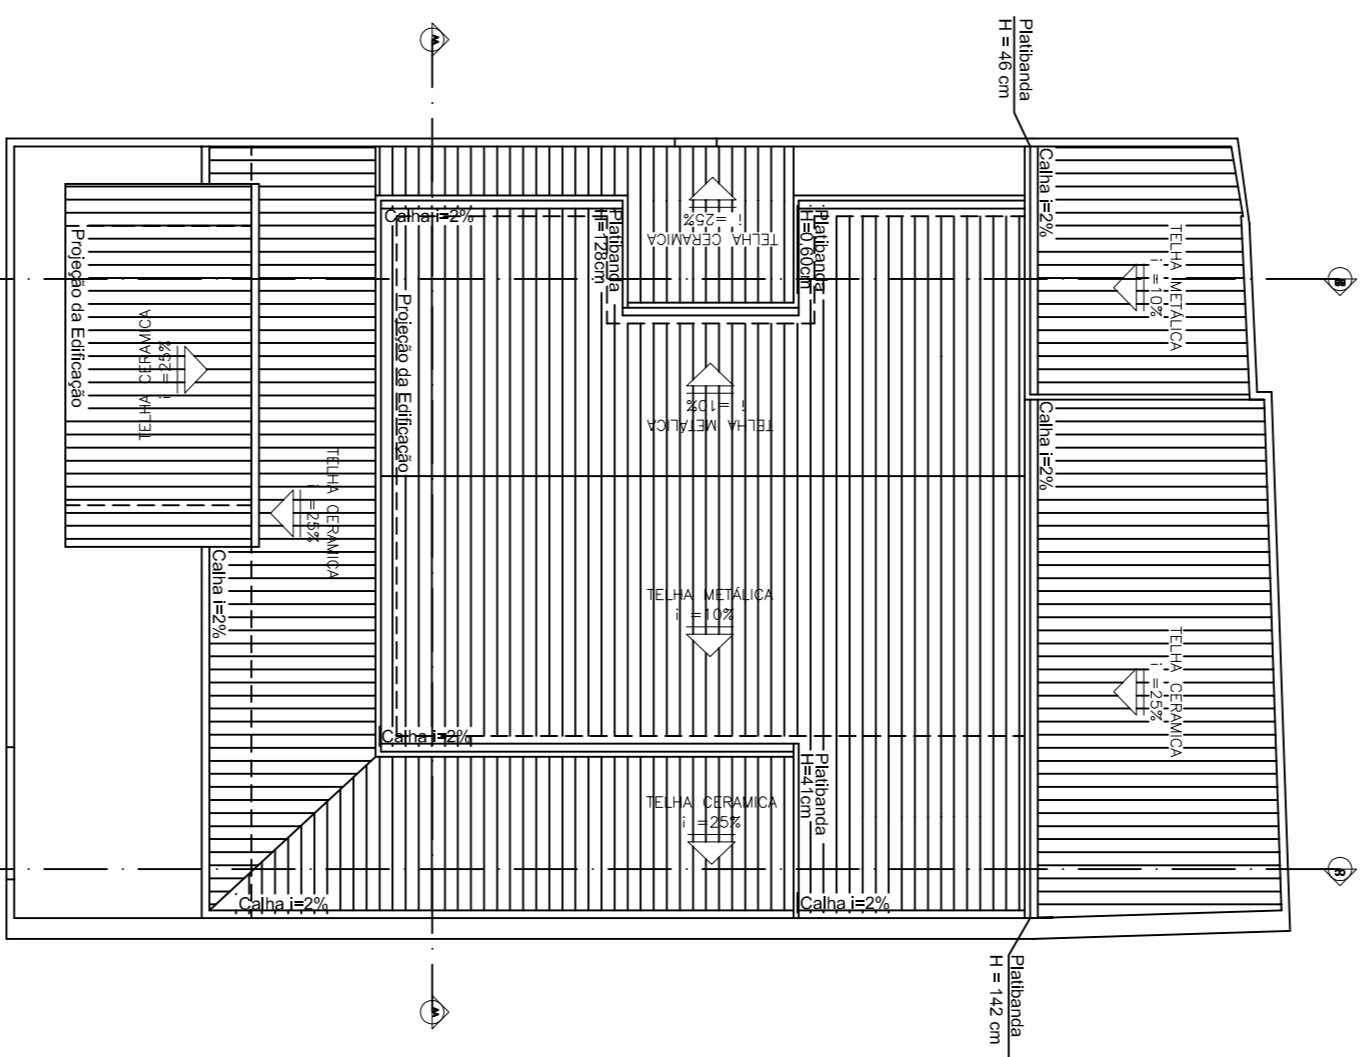 Platibanda
H = 46 cm
Calha i=2%
TELHA METÁLICA
i =10%
Calha i=2%
Platibanda
H=128cm
TELHA CERAMICA
i =25%
Platibanda
H=0.60cm
Projeção da Edificação
TELHA CERAMICA
i =25%
Projeção da Edificação
TELHA METÁLICA
i =10%
Calha i=2%
TELHA CERAMICA
i =25%
Calha i=2%
TELHA METÁLICA
i =10%
TELHA CERAMICA
i =25%
Calha i=2%
Platibanda
H=41cm
TELHA CERAMICA
i =25%
Calha i=2%
Calha i=2%
Platibanda
H = 142 cm